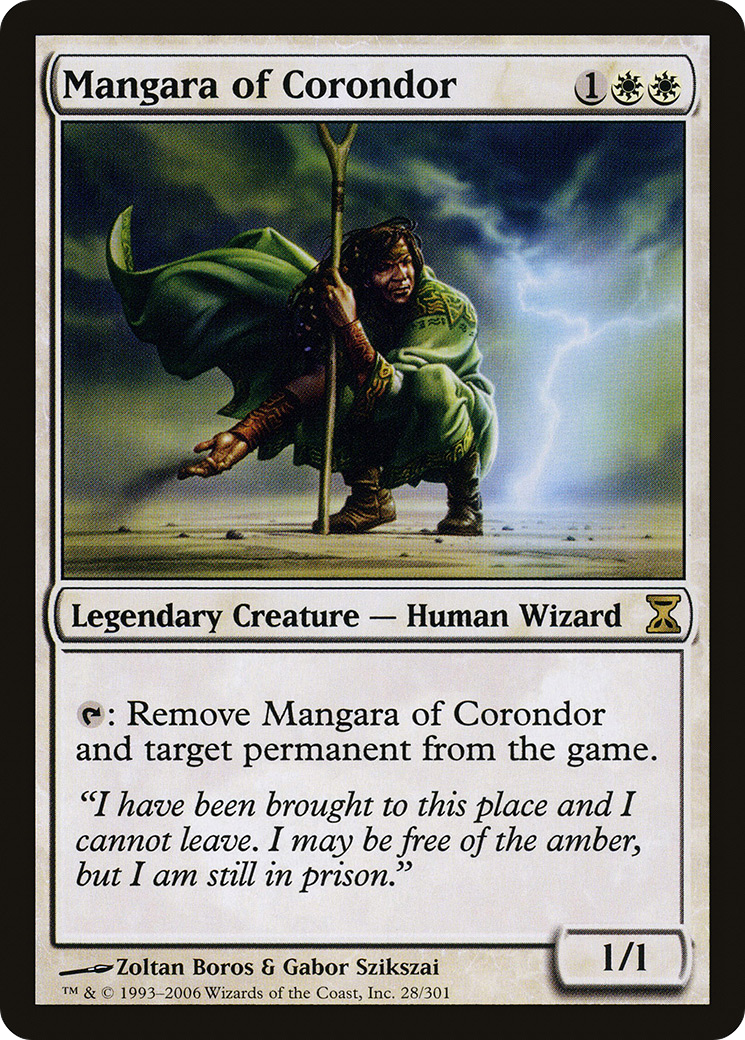 Mangara of Corondor 1
Legendary Creature — Human Wizard
: Remove Mangara of Corondor
and target permanent from the game.
“I have been brought to this place and I
cannot leave. I may be free of the amber,
but I am still in prison.”
1/1
Zoltan Boros & Gabor Szikszai
™ & © 1993–2006 Wizards of the Coast, Inc. 28/301